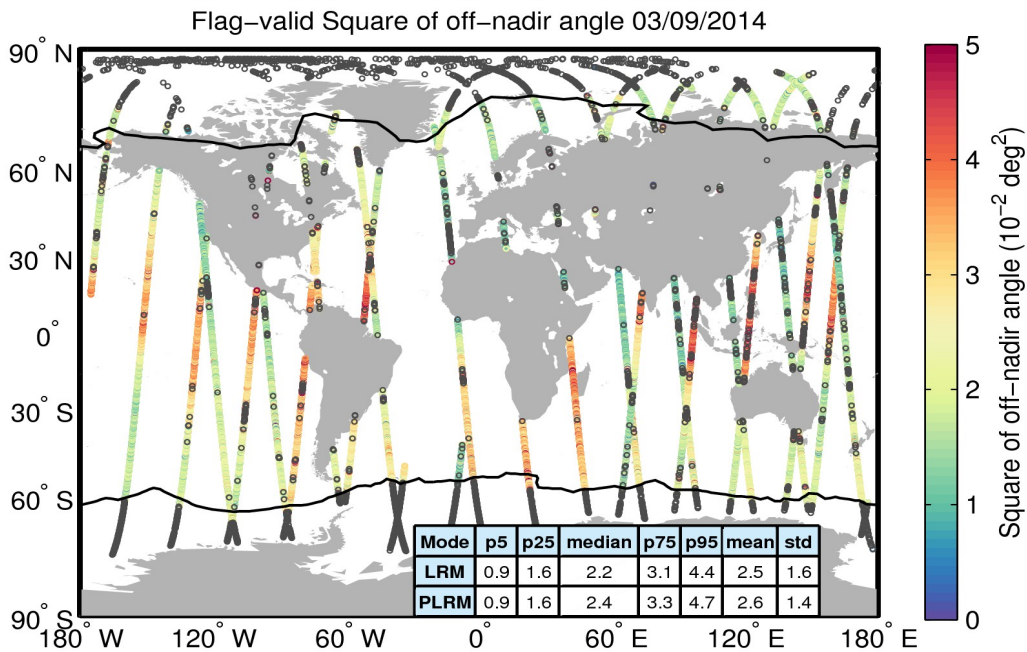 Flag−valid Square of off−nadir angle 03/09/2014
90° N
60° N
30° N
0°
30° S
60° S
90° S
180° W
120° W
60° W
0°
60° E
120° E
180° E
Mode p5 p25 median p75 p95 mean std
LRM 0.9 1.6 2.2 3.1 4.4 2.5 1.6
PLRM 0.9 1.6 2.4 3.3 4.7 2.6 1.4
5
4
3
2
1
0
Square of off−nadir angle (10⁻² deg²)